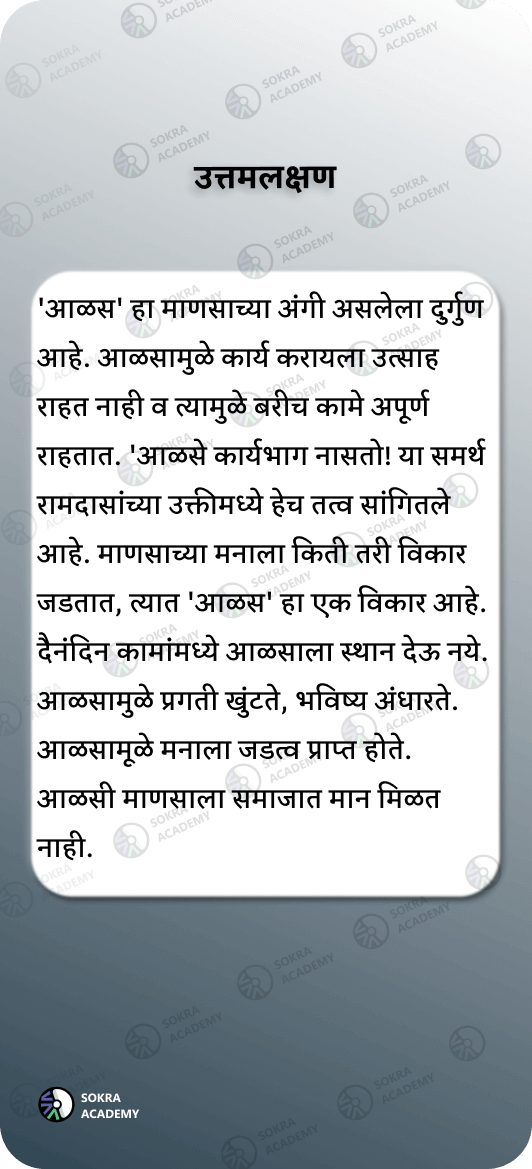 उत्तमलक्षण
'आळस' हा माणसाच्या अंगी असलेला दुर्गुण
आहे. आळसामुळे कार्य करायला उत्साह
राहत नाही व त्यामुळे बरीच कामे अपूर्ण
राहतात. 'आळसे कार्यभाग नासतो! या समर्थ
रामदासांच्या उक्तीमध्ये हेच तत्व सांगितले
आहे. माणसाच्या मनाला किती तरी विकार
जडतात, त्यात 'आळस' हा एक विकार आहे.
दैनंदिन कामांमध्ये आळसाला स्थान देऊ नये.
आळसामुळे प्रगती खुंटते, भविष्य अंधारते.
आळसामूळे मनाला जडत्व प्राप्त होते.
आळसी माणसाला समाजात मान मिळत
नाही.
SOKRA
ACADEMY